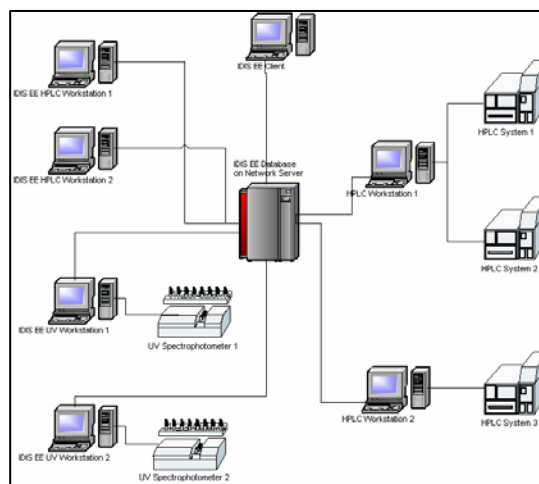 IDIS EE Client
IDIS EE HPLC Workstation 1
HPLC System 1
IDIS EE HPLC Workstation 2
IDIS EE Database
on Network Server
HPLC Workstation 1
HPLC System 2
IDIS EE UV Workstation 1
UV Spectrophotometer 1
HPLC Workstation 2
HPLC System 3
IDIS EE UV Workstation 2
UV Spectrophotometer 2